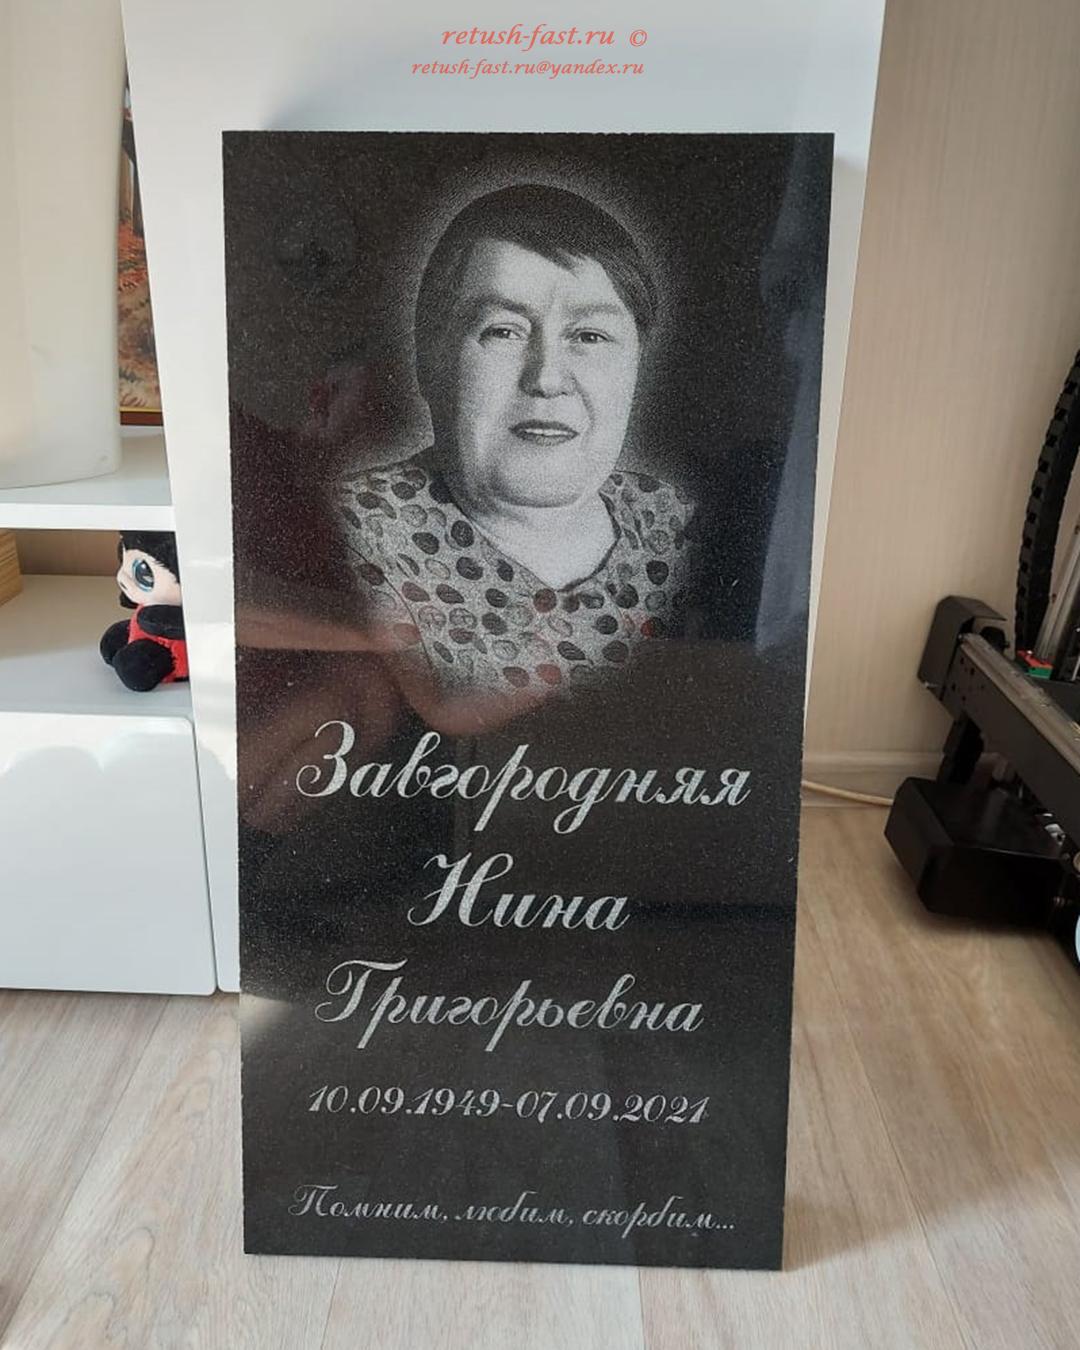 retush-fast.ru ©
retush-fast.ru@yandex.ru
Завгородняя
Нина
Григорьевна
10.09.1949-07.09.2021
Помним, любим, скорбим...